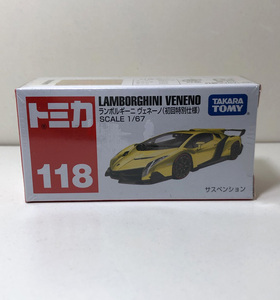 トミカ
118
LAMBORGHINI VENENO
ランボルギーニ ヴェネーノ(初回特別仕様)
SCALE 1/67
TAKARA
TOMY
サスペンション